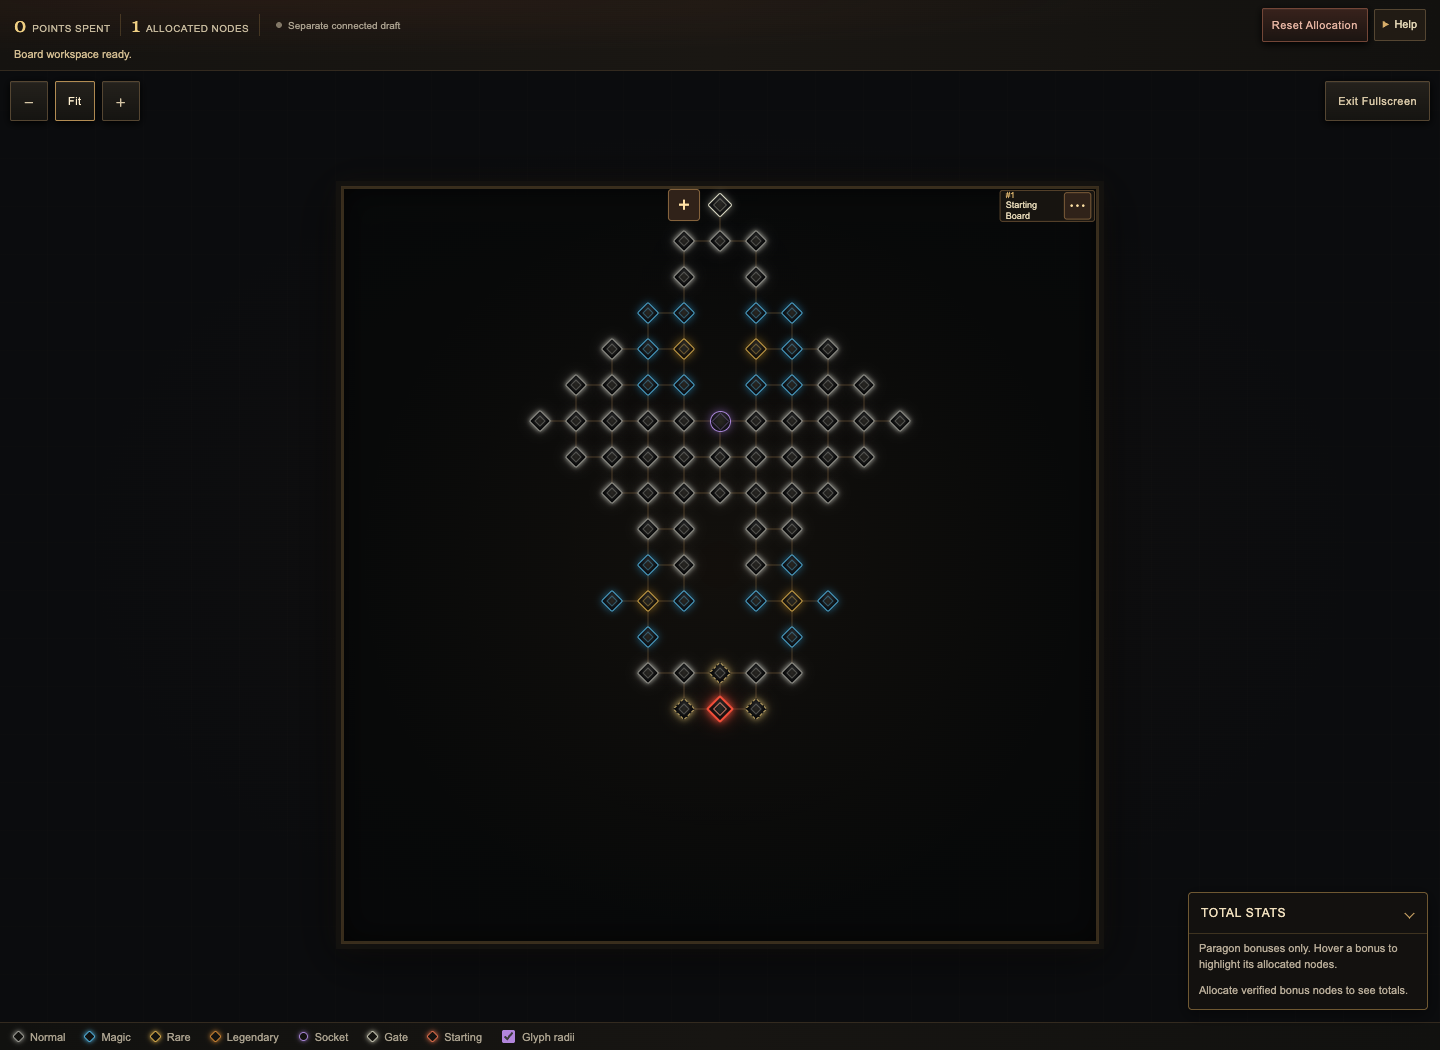 0 POINTS SPENT 1 ALLOCATED NODES Separate connected draft
Reset Allocation
Help
Board workspace ready.
− Fit +
Exit Fullscreen
+
#1
Starting
Board
...
TOTAL STATS
Paragon bonuses only. Hover a bonus to
highlight its allocated nodes.
Allocate verified bonus nodes to see totals.
Normal Magic Rare Legendary Socket Gate Starting Glyph radii